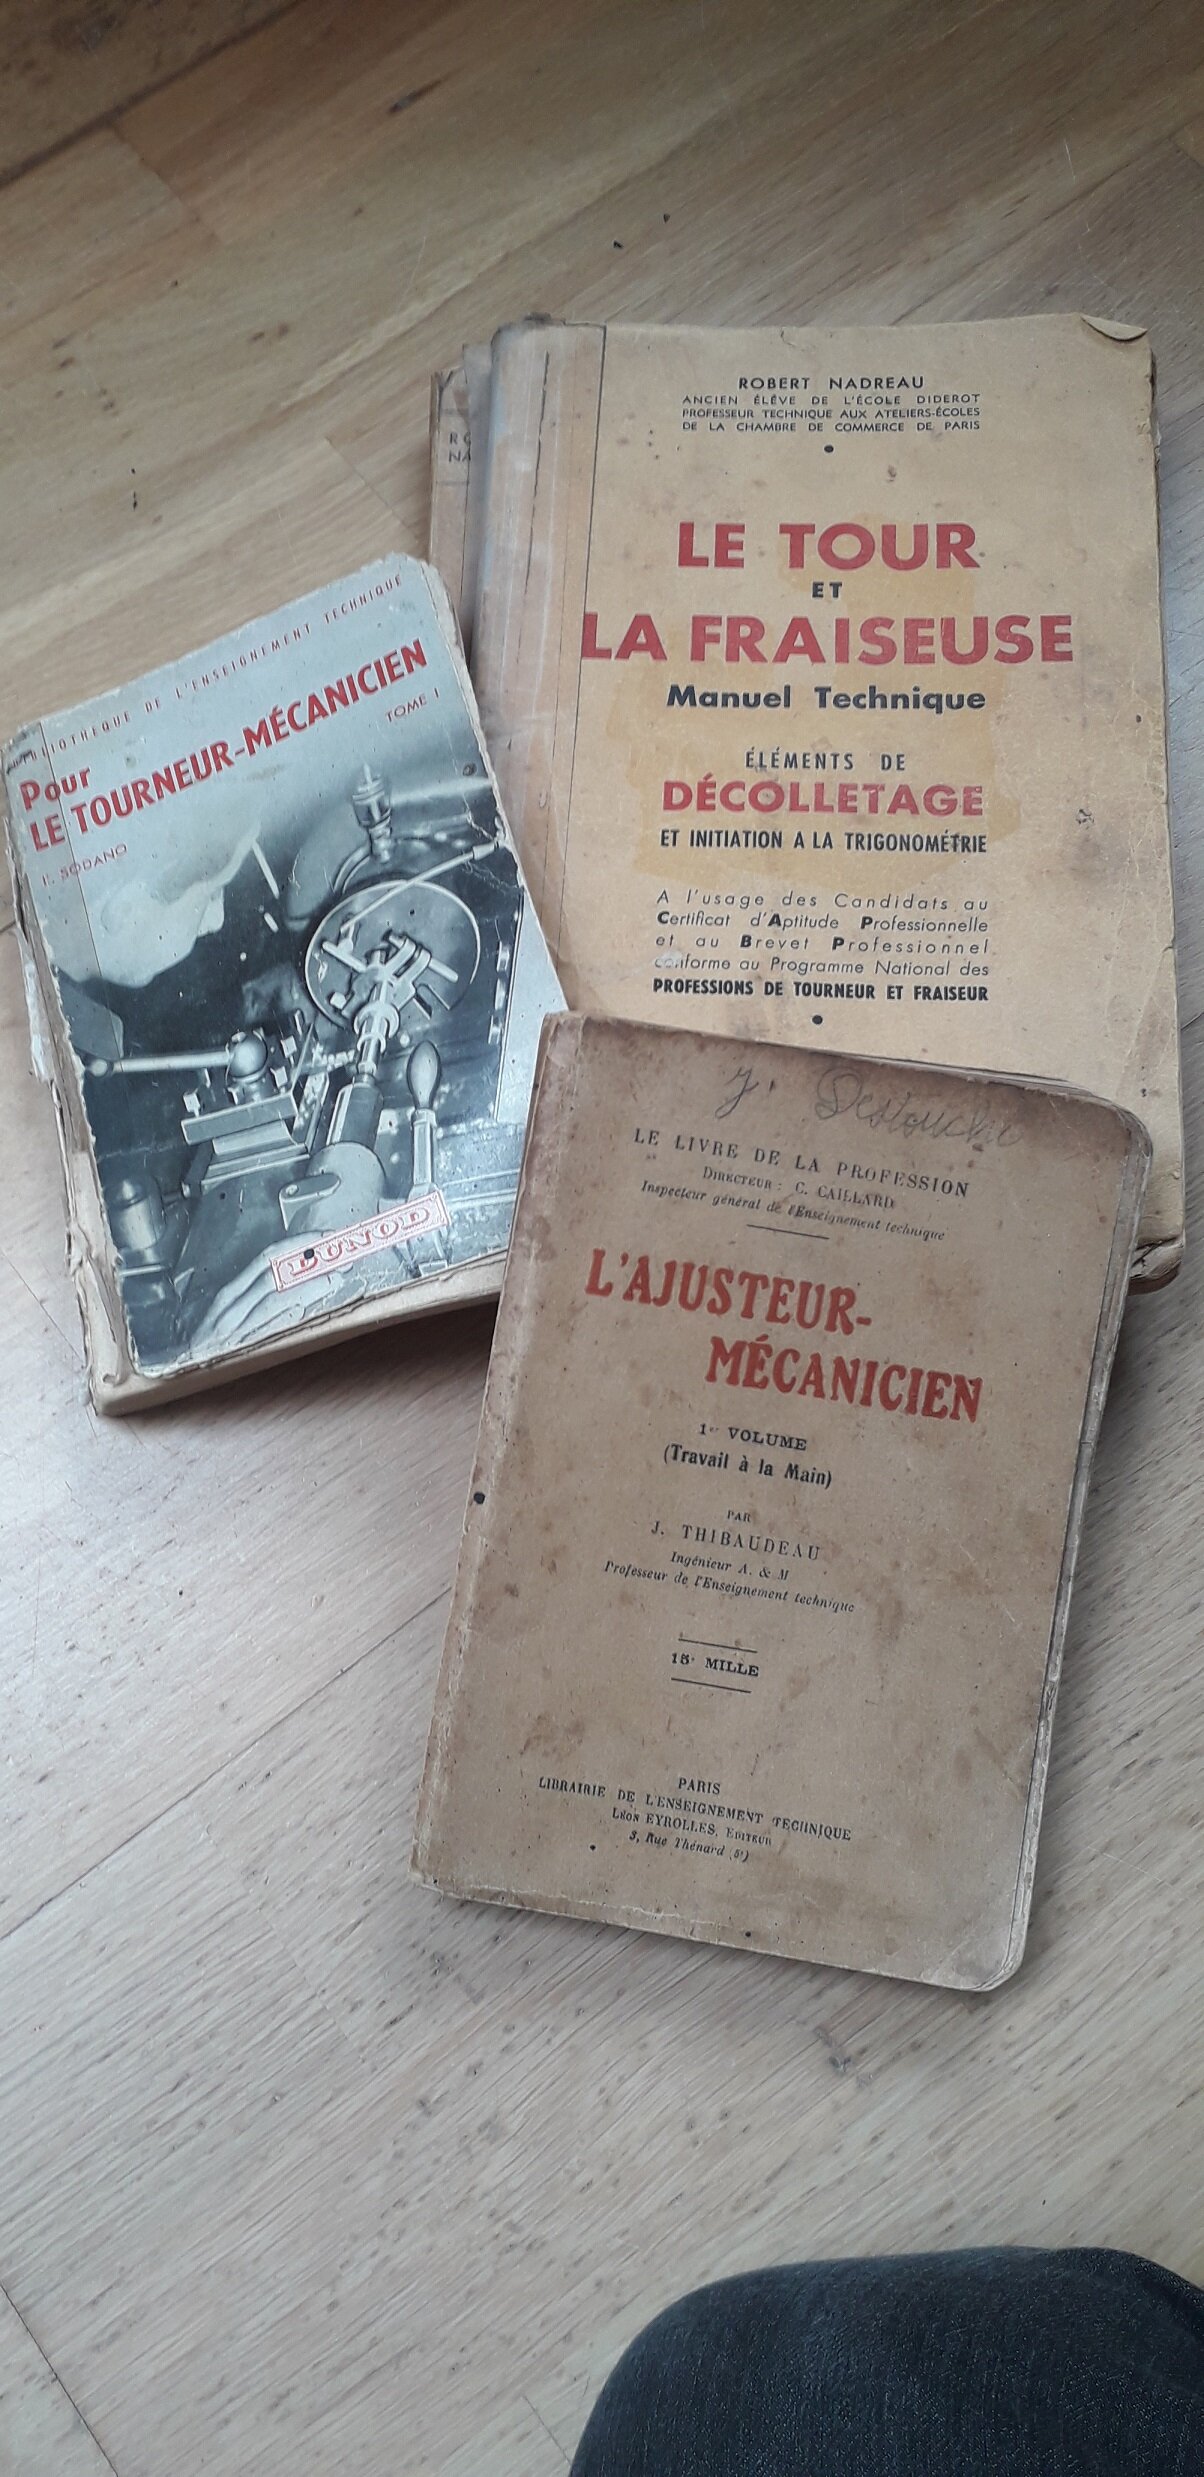 ROBERT NADREAU
ANCIEN ÉLÈVE DE L'ÉCOLE DIDEROT
PROFESSEUR TECHNIQUE AUX ATELIERS-ÉCOLES
DE LA CHAMBRE DE COMMERCE DE PARIS
LE TOUR
ET
LA FRAISEUSE
Manuel Technique
ÉLÉMENTS DE
DÉCOLLETAGE
ET INITIATION A LA TRIGONOMÉTRIE
A l'usage des Candidats au
Certificat d'Aptitude Professionnelle
et au Brevet Professionnel
conforme au Programme National des
PROFESSIONS DE TOURNEUR ET FRAISEUR
BIBLIOTHÈQUE DE L'ENSEIGNEMENT TECHNIQUE
Pour
LE TOURNEUR-MÉCANICIEN
TOME I
SODANO
DUNOD
LE LIVRE DE LA PROFESSION
DIRECTEUR : C. CAILLARD
Inspecteur général de l'Enseignement technique
L'AJUSTEUR-
MÉCANICIEN
1er VOLUME
(Travail à la Main)
PAR
J. THIBAUDEAU
Ingénieur A. & M
Professeur de l'Enseignement technique
15e MILLE
PARIS
LIBRAIRIE DE L'ENSEIGNEMENT TECHNIQUE
LÉON EYROLLES, EDITEUR
3, Rue Thénard (5e)